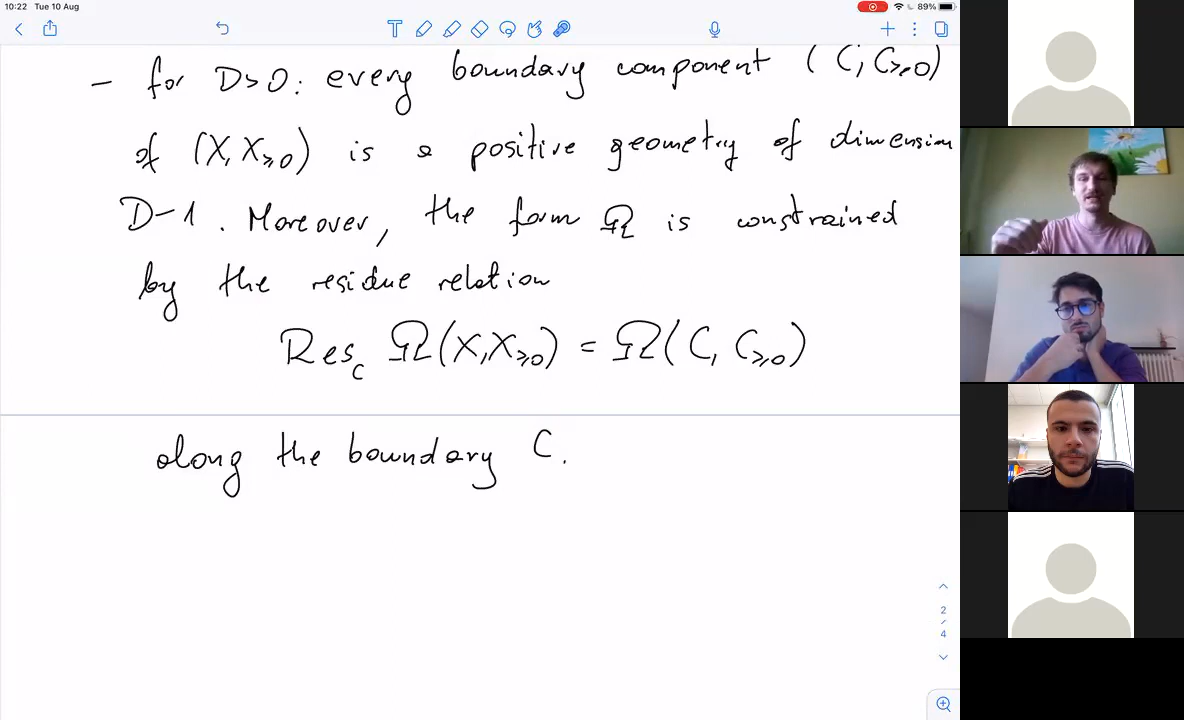 10:22 Tue 10 Aug
89%
- for D>0: every boundary component (C, C≥0)
of (X, X≥0) is a positive geometry of dimension
D-1. Moreover, the form Ω is constrained
by the residue relation
Res_C Ω(X, X≥0) = Ω(C, C≥0)
along the boundary C.
2
/
4